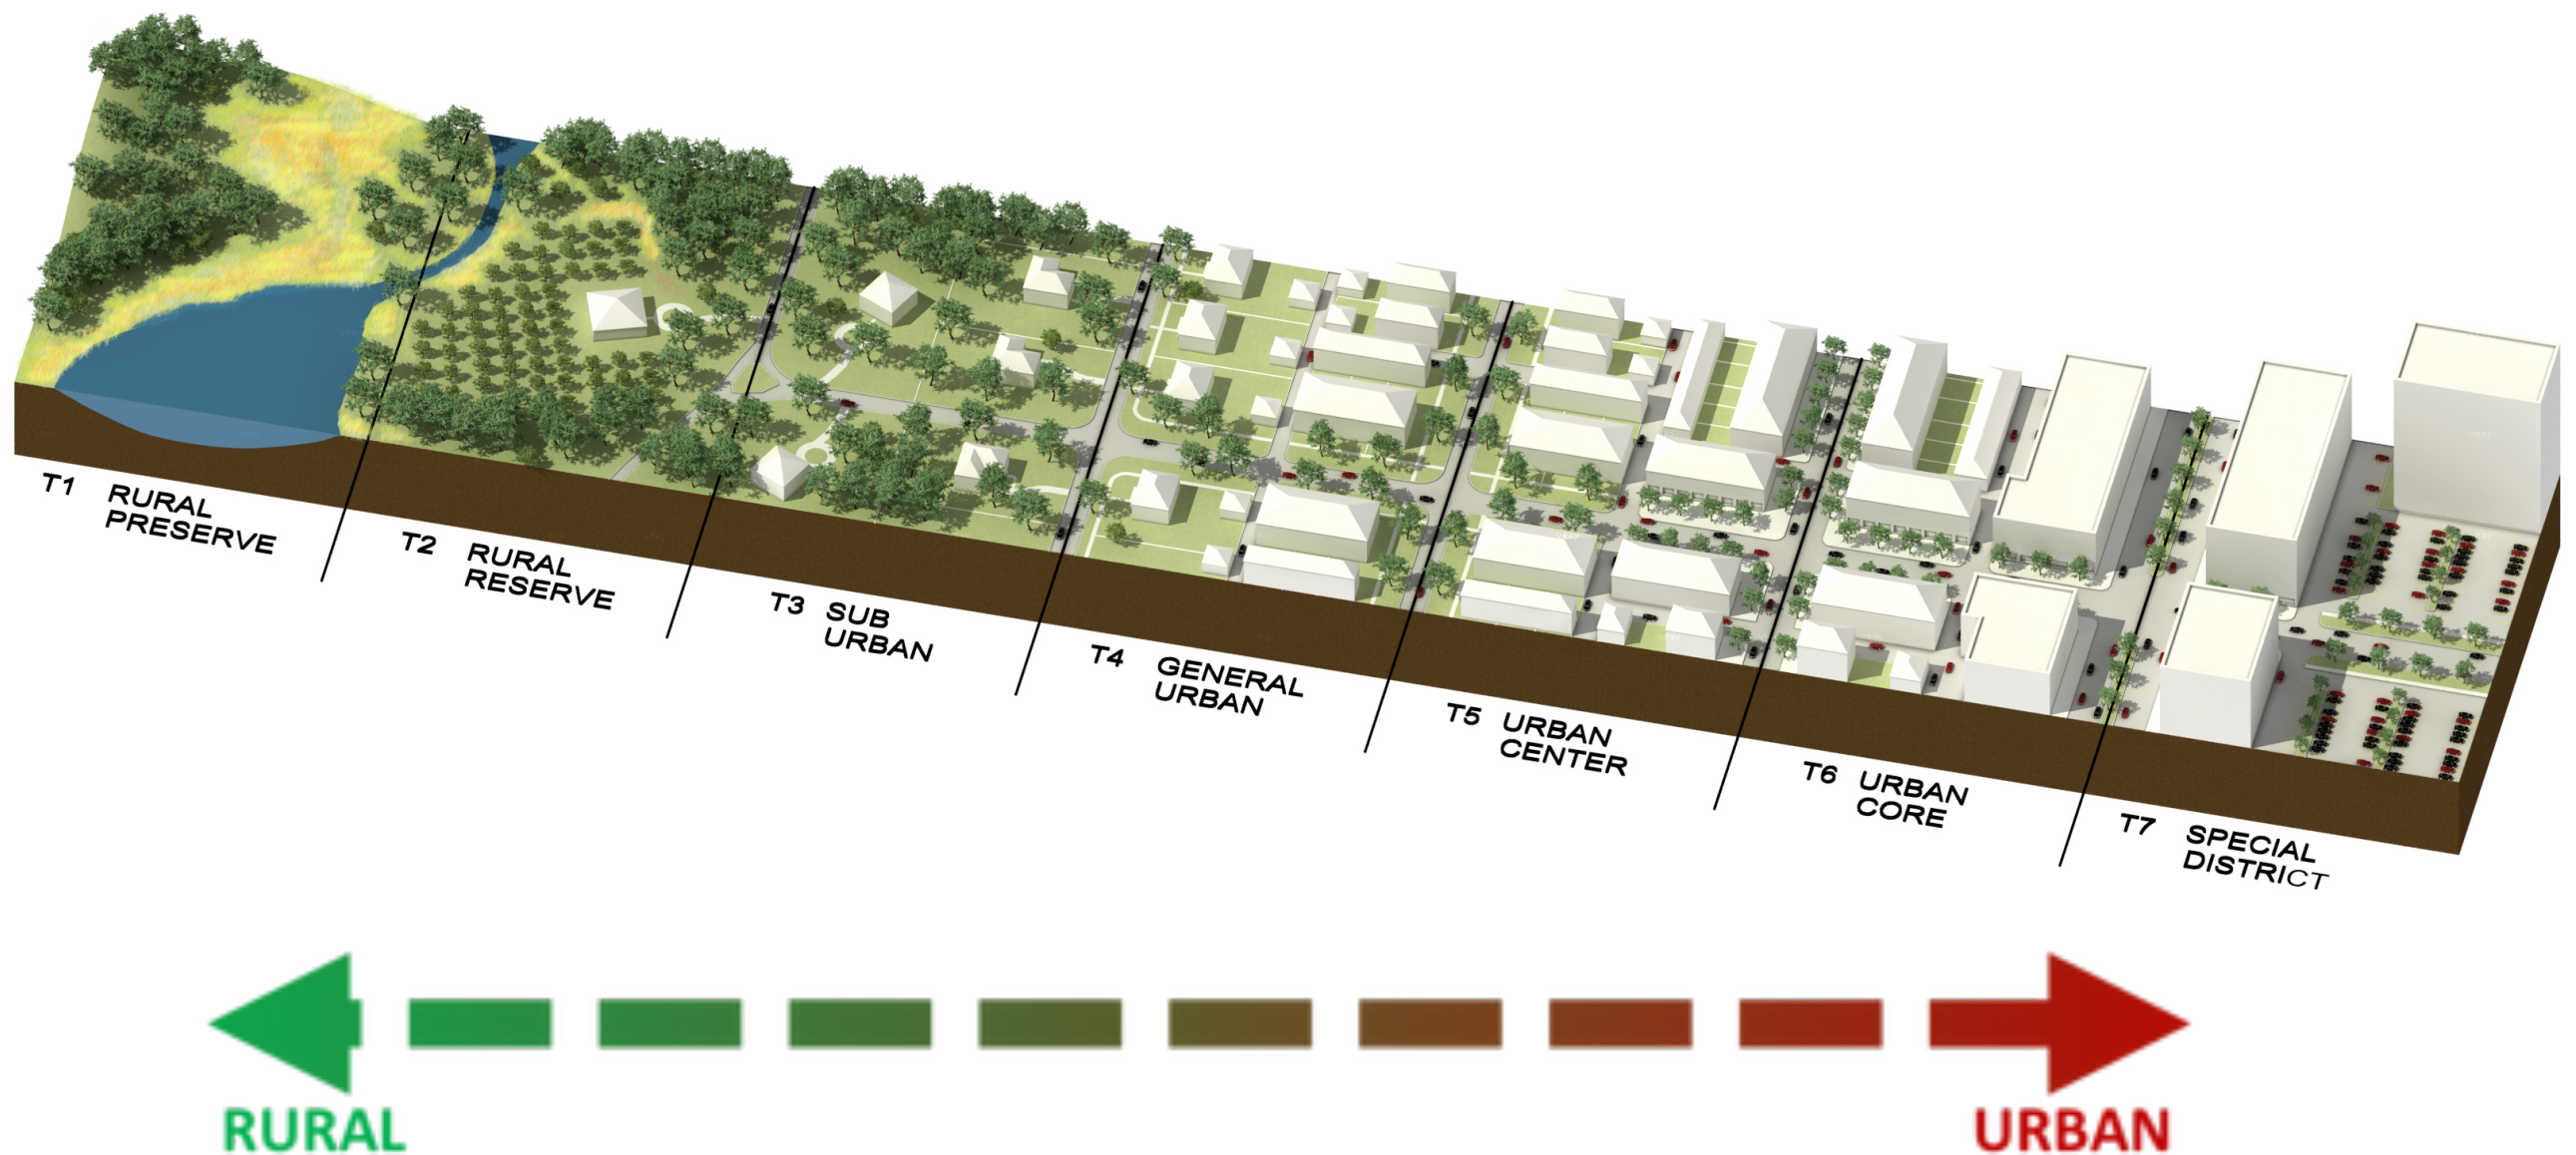 T1 RURAL
PRESERVE
T2 RURAL
RESERVE
T3 SUB
URBAN
T4 GENERAL
URBAN
T5 URBAN
CENTER
T6 URBAN
CORE
T7 SPECIAL
DISTRICT
RURAL
URBAN